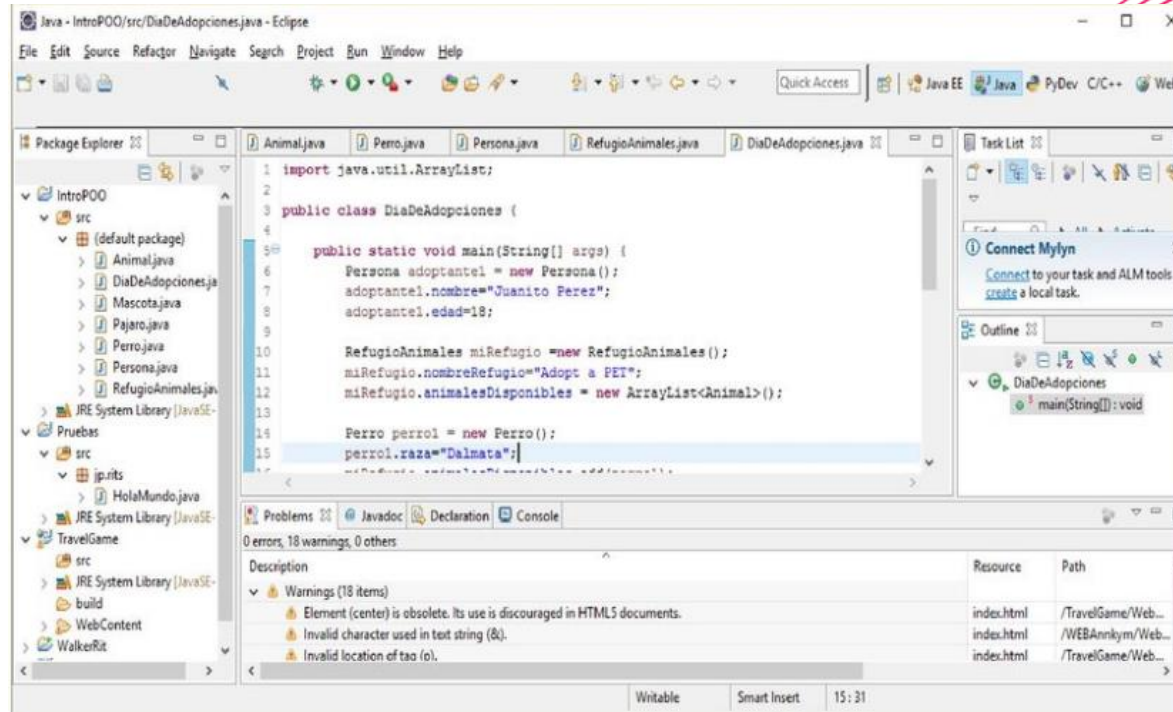 Java - IntroPOO/src/DiaDeAdopciones.java - Eclipse
File Edit Source Refactor Navigate Search Project Run Window Help
Quick Access Java EE Java PyDev C/C++ Wel
Package Explorer
IntroPOO
src
(default package)
Animal.java
DiaDeAdopciones.ja
Mascota.java
Pajaro.java
Perro.java
Persona.java
RefugioAnimales.jav
JRE System Library [JavaSE-
Pruebas
src
jp.rits
HolaMundo.java
JRE System Library [JavaSE-
TravelGame
src
JRE System Library [JavaSE-
build
WebContent
WalkerRit
Animal.java Perro.java Persona.java RefugioAnimales.java DiaDeAdopciones.java
1 import java.util.ArrayList;
2
3 public class DiaDeAdopciones {
4
5 public static void main(String[] args) {
6 Persona adoptante1 = new Persona();
7 adoptante1.nombre="Juanito Perez";
8 adoptante1.edad=18;
9
10 RefugioAnimales miRefugio =new RefugioAnimales();
11 miRefugio.nombreRefugio="Adopt a PET";
12 miRefugio.animalesDisponibles = new ArrayList<Animal>();
13
14 Perro perro1 = new Perro();
15 perro1.raza="Dalmata";
Task List
Connect Mylyn
Connect to your task and ALM tools
create a local task.
Outline
DiaDeAdopciones
main(String[]) : void
Problems Javadoc Declaration Console
0 errors, 18 warnings, 0 others
Description Resource Path
Warnings (18 items)
Element (center) is obsolete. Its use is discouraged in HTML5 documents. index.html /TravelGame/Web...
Invalid character used in text string (&). index.html /WEBAnnkym/Web...
Invalid location of tag (p). index.html /TravelGame/Web...
Writable Smart Insert 15 : 31